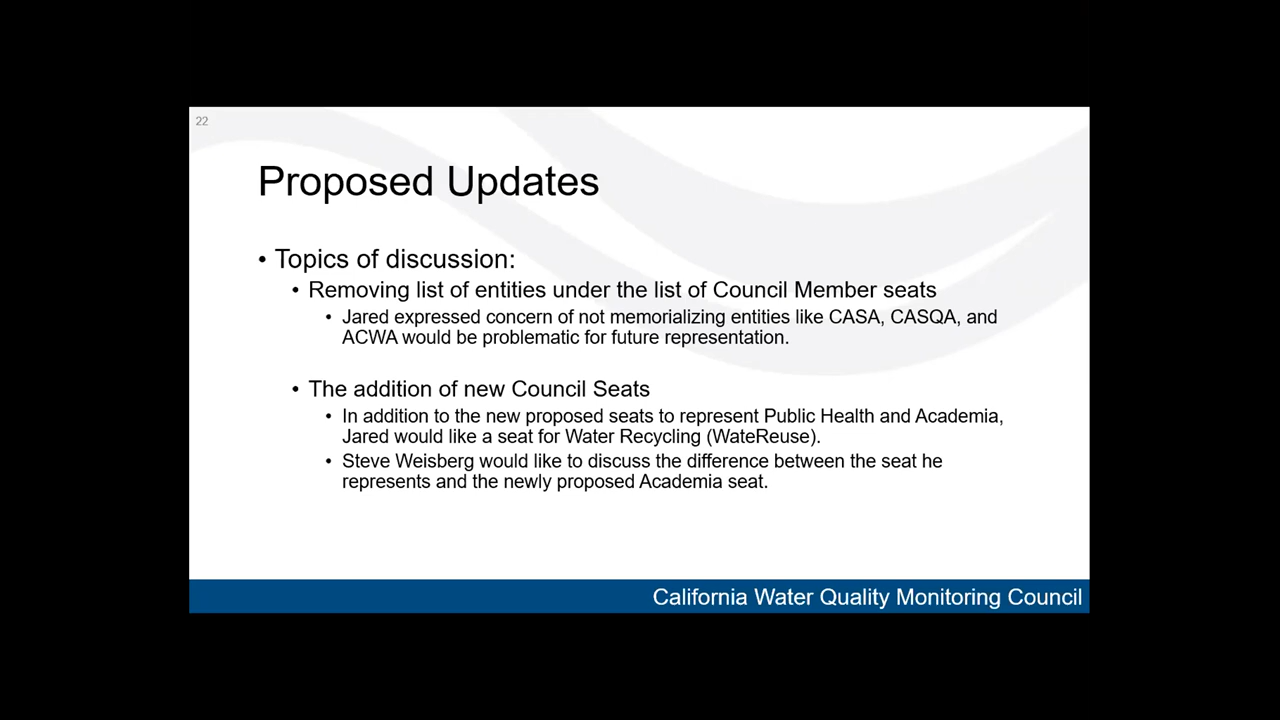 22
Proposed Updates
• Topics of discussion:
• Removing list of entities under the list of Council Member seats
• Jared expressed concern of not memorializing entities like CASA, CASQA, and
ACWA would be problematic for future representation.
• The addition of new Council Seats
• In addition to the new proposed seats to represent Public Health and Academia,
Jared would like a seat for Water Recycling (WateReuse).
• Steve Weisberg would like to discuss the difference between the seat he
represents and the newly proposed Academia seat.
California Water Quality Monitoring Council